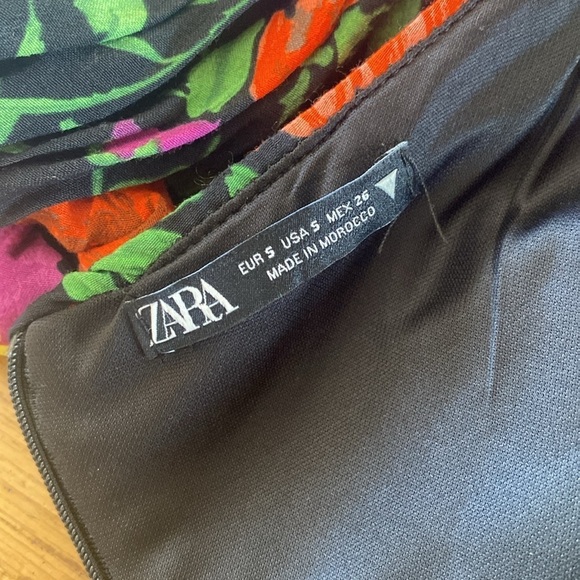 ZARA
EUR S USA S MEX 26
MADE IN MOROCCO